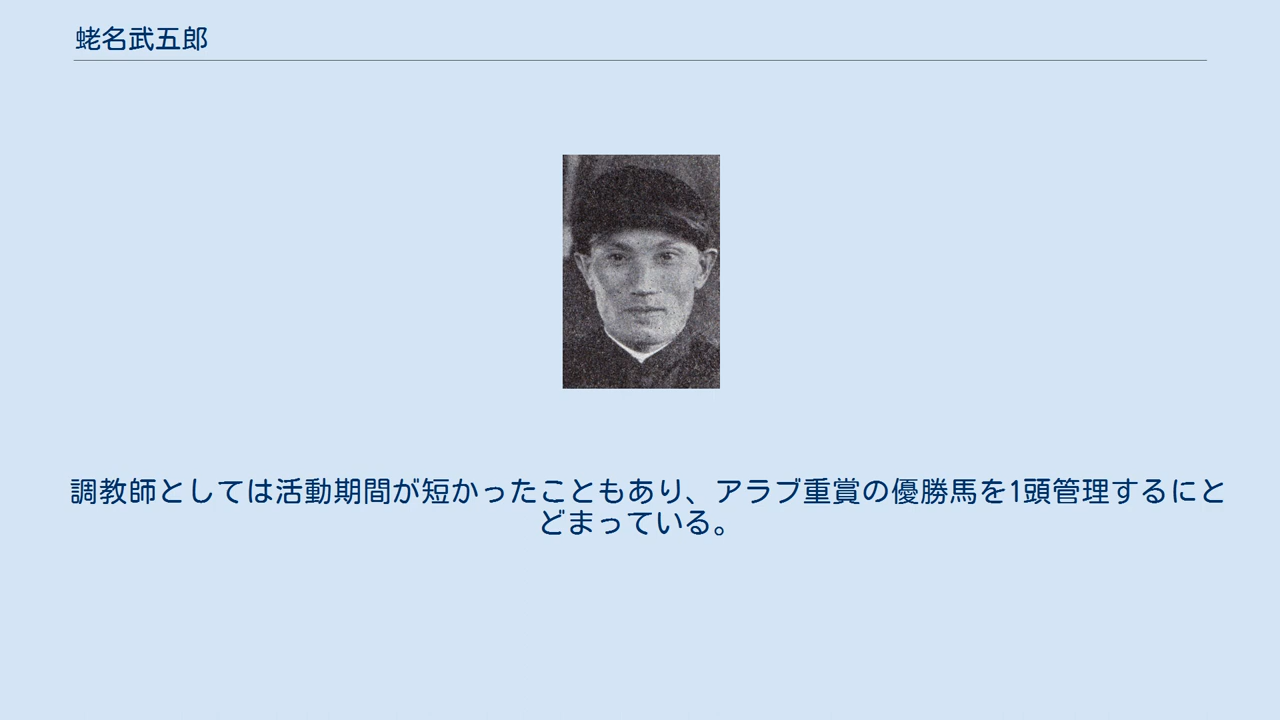 蛯名武五郎
調教師としては活動期間が短かったこともあり、アラブ重賞の優勝馬を1頭管理するにと
どまっている。